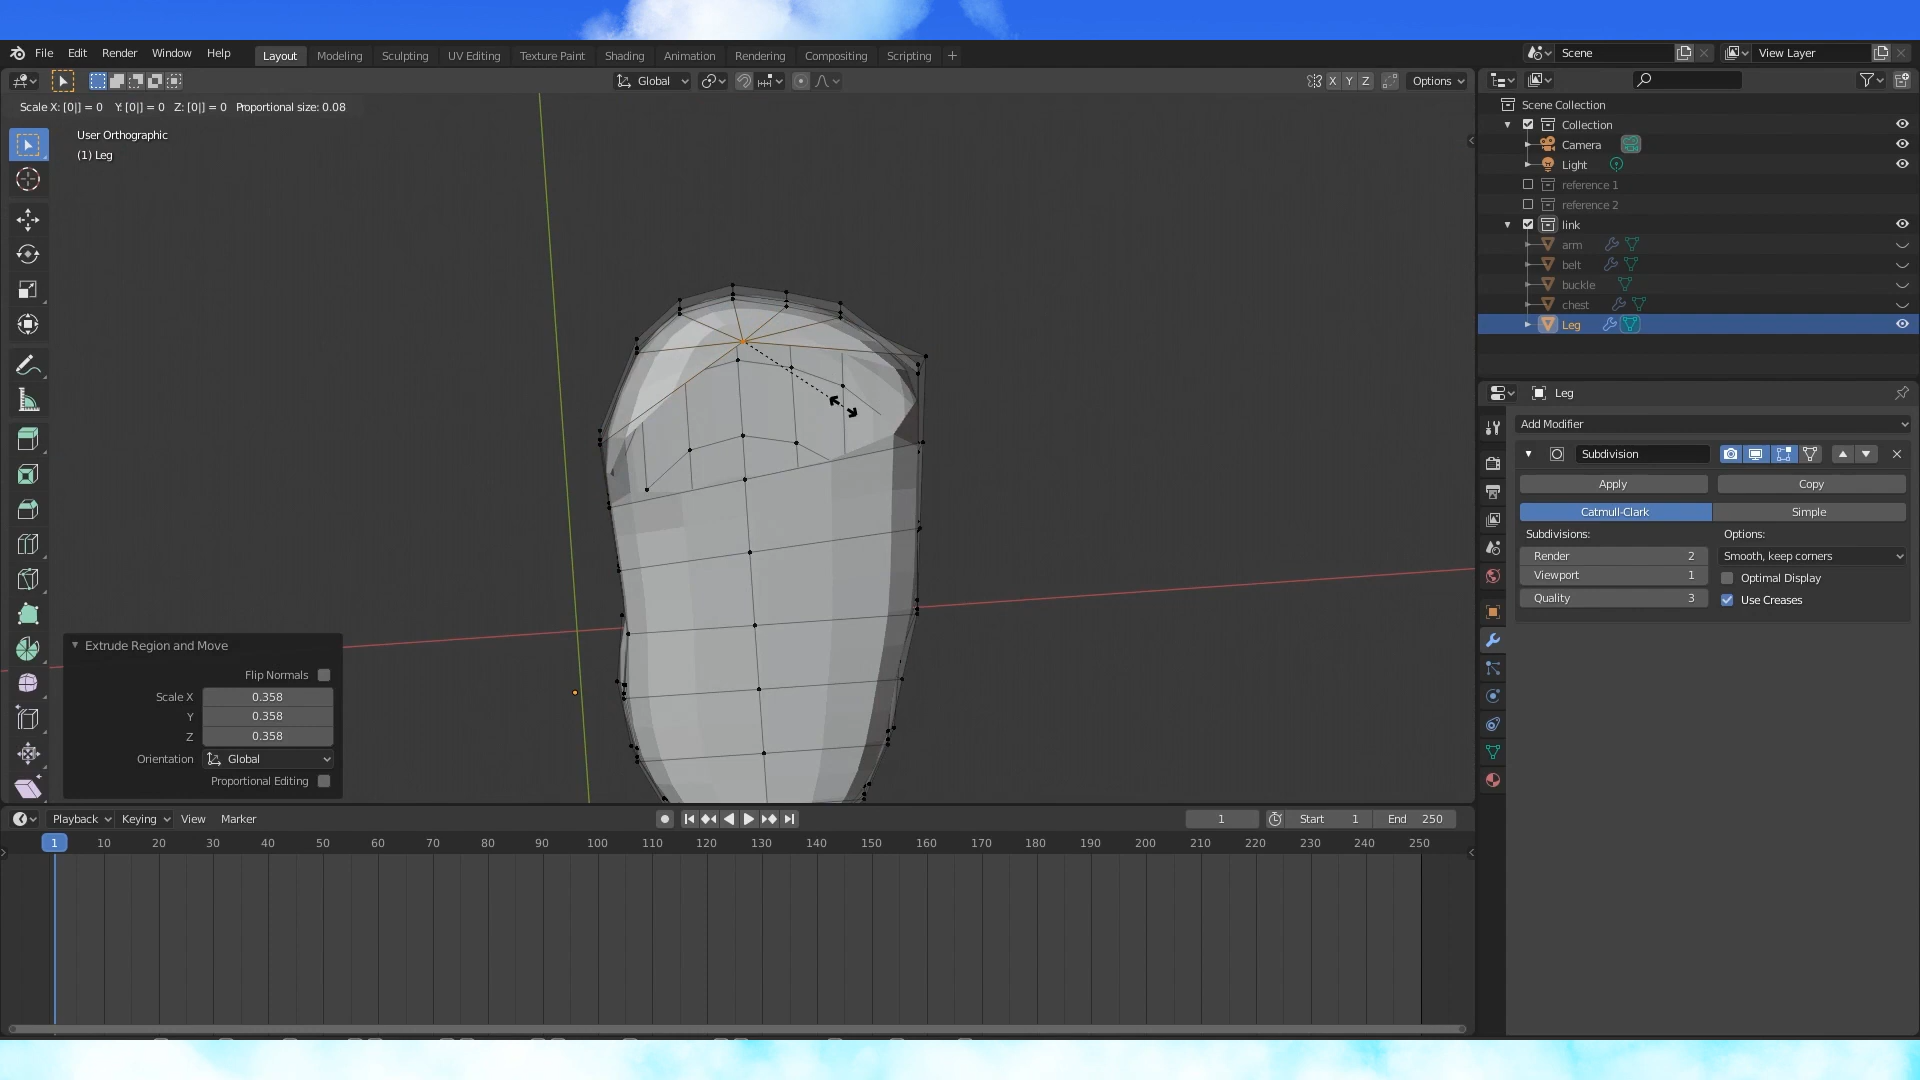 File Edit Render Window Help Layout Modeling Sculpting UV Editing Texture Paint Shading Animation Rendering Compositing Scripting + Scene View Layer
Global X Y Z Options
Scale X: [0|] = 0 Y: [0|] = 0 Z: [0|] = 0 Proportional size: 0.08
User Orthographic
(1) Leg
Extrude Region and Move
Flip Normals
Scale X 0.358
Y 0.358
Z 0.358
Orientation Global
Proportional Editing
Scene Collection
Collection
Camera
Light
reference 1
reference 2
link
arm
belt
buckle
chest
Leg
Leg
Add Modifier
Subdivision
Apply Copy
Catmull-Clark Simple
Subdivisions: Options:
Render 2 Smooth, keep corners
Viewport 1 Optimal Display
Quality 3 Use Creases
Playback Keying View Marker 1 Start 1 End 250
1 10 20 30 40 50 60 70 80 90 100 110 120 130 140 150 160 170 180 190 200 210 220 230 240 250